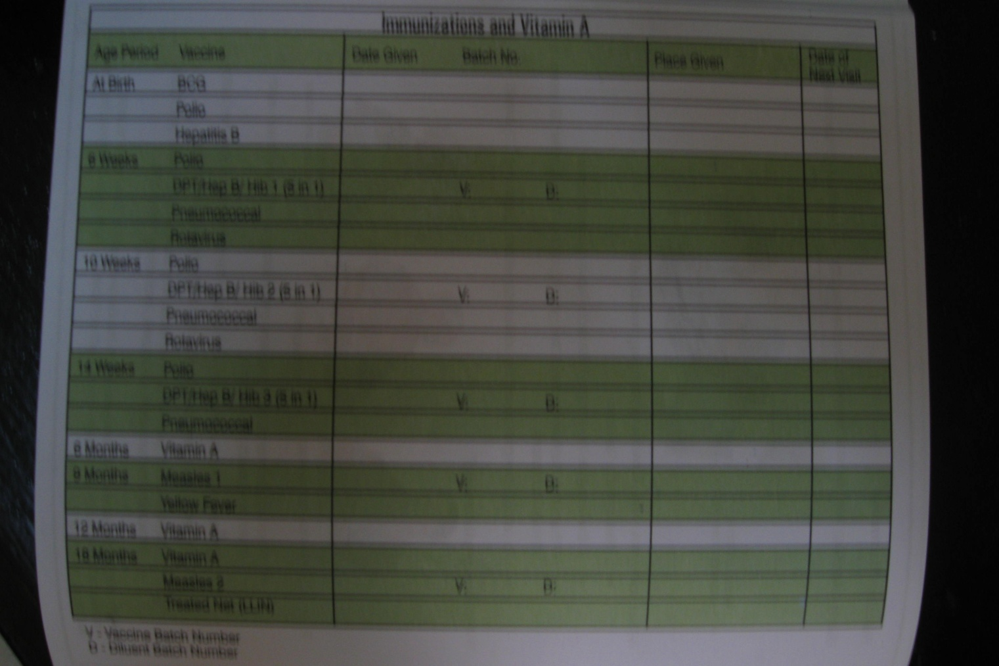 Immunizations and Vitamin A
Age Period Vaccine Date Given Batch No. Place Given Date of
Next Visit
At Birth BCG
Polio
Hepatitis B
6 Weeks Polio
DPT/Hep B/ Hib 1 (5 in 1) V: D:
Pneumococcal
Rotavirus
10 Weeks Polio
DPT/Hep B/ Hib 2 (5 in 1) V: D:
Pneumococcal
Rotavirus
14 Weeks Polio
DPT/Hep B/ Hib 3 (5 in 1) V: D:
Pneumococcal
6 Months Vitamin A
9 Months Measles 1 V: D:
Yellow Fever
12 Months Vitamin A
18 Months Vitamin A
Measles 2 V: D:
Treated Net (LLIN)
V - Vaccine Batch Number
D - Diluent Batch Number